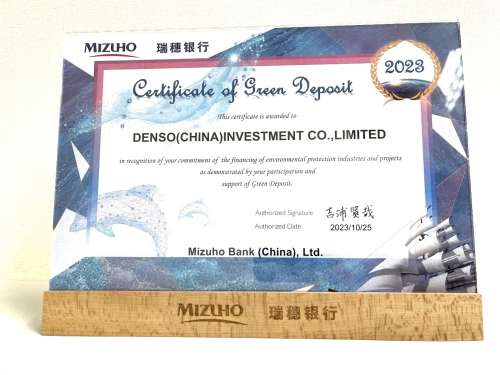 MIZUHO 瑞穗银行
2023
Certificate of Green Deposit
This certificate is awarded to
DENSO(CHINA)INVESTMENT CO.,LIMITED
in recognition of your commitment of the financing of environmental protection industries and projects
as demonstrated by your participation and
support of Green Deposit.
Authorized Signature 吉浦賢哉
Authorized Date 2023/10/25
Mizuho Bank (China), Ltd.
MIZUHO 瑞穗银行